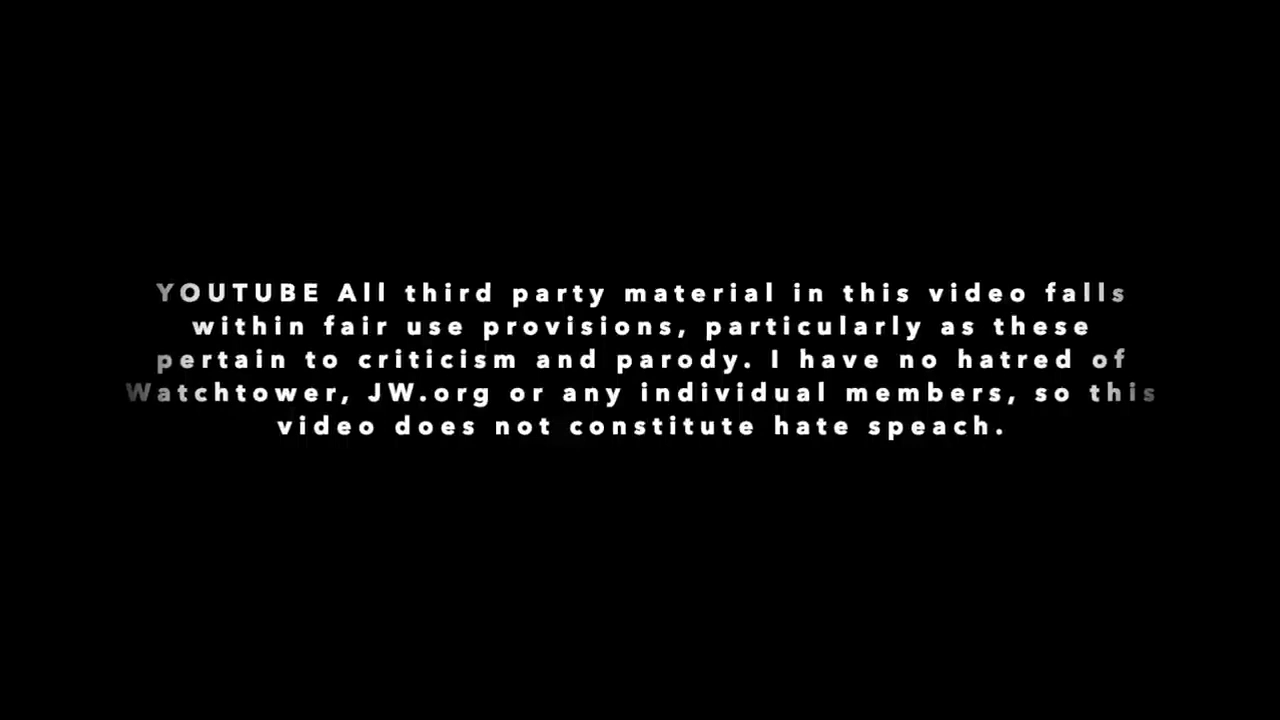 YOUTUBE All third party material in this video falls
within fair use provisions, particularly as these
pertain to criticism and parody. I have no hatred of
Watchtower, JW.org or any individual members, so this
video does not constitute hate speach.